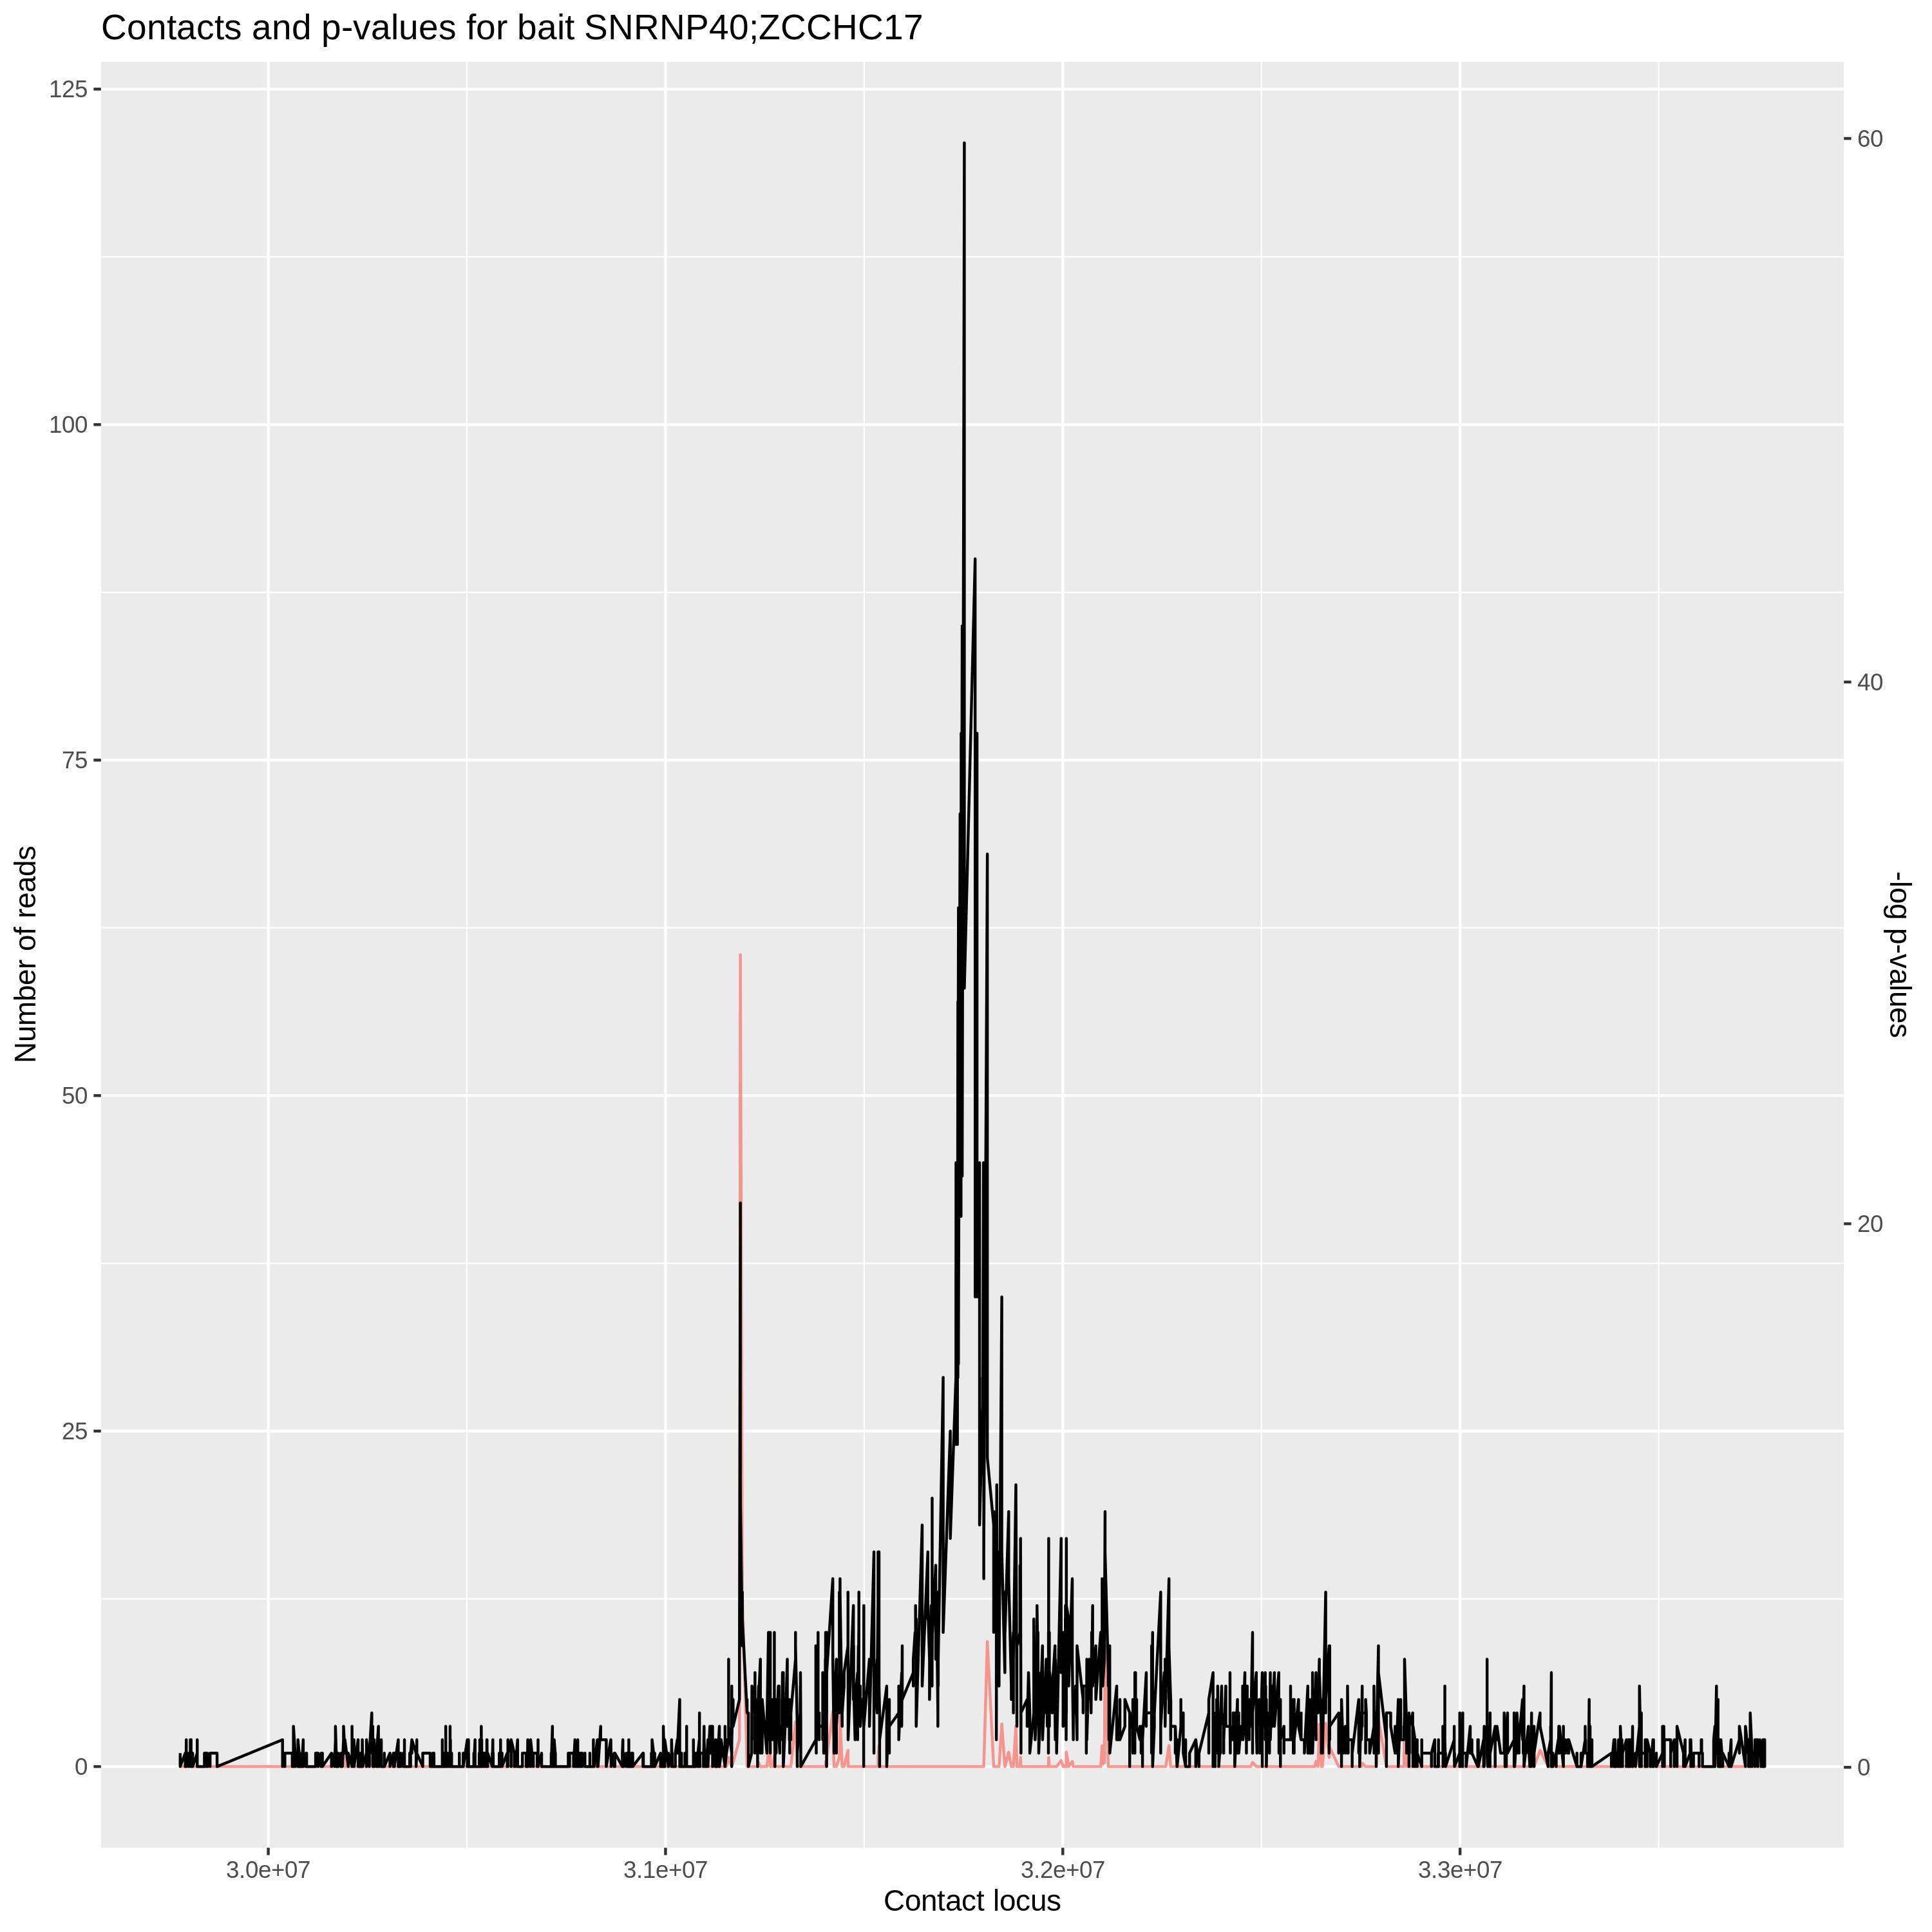 Contacts and p-values for bait SNRNP40;ZCCHC17
125
100
75
50
25
0
Number of reads
60
40
20
0
-log p-values
3.0e+07
3.1e+07
3.2e+07
3.3e+07
Contact locus